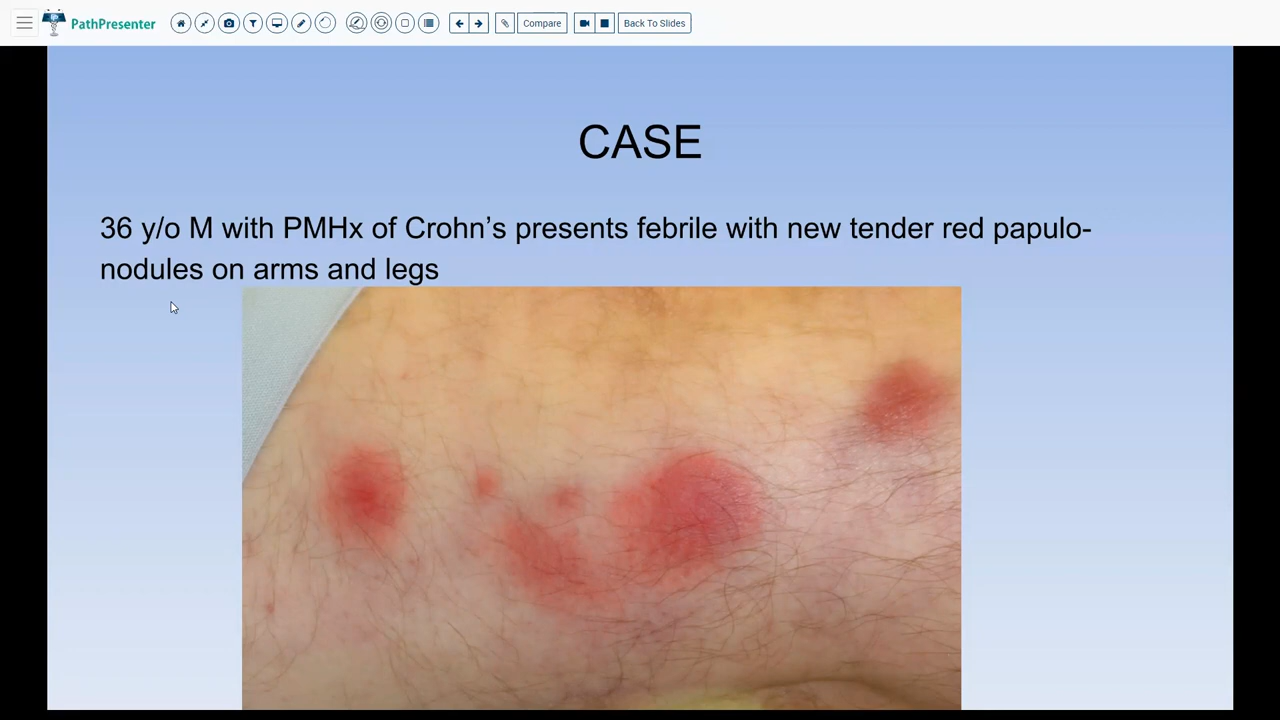 PathPresenter
Compare
Back To Slides
CASE
36 y/o M with PMHx of Crohn’s presents febrile with new tender red papulo-
nodules on arms and legs